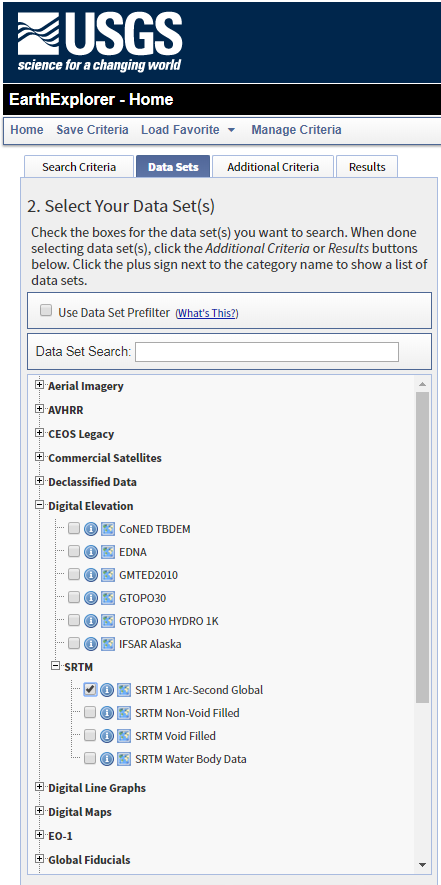 USGS
science for a changing world
EarthExplorer - Home
Home Save Criteria Load Favorite Manage Criteria
Search Criteria Data Sets Additional Criteria Results
2. Select Your Data Set(s)
Check the boxes for the data set(s) you want to search. When done
selecting data set(s), click the Additional Criteria or Results buttons
below. Click the plus sign next to the category name to show a list of
data sets.
Use Data Set Prefilter (What's This?)
Data Set Search:
Aerial Imagery
AVHRR
CEOS Legacy
Commercial Satellites
Declassified Data
Digital Elevation
CoNED TBDEM
EDNA
GMTED2010
GTOPO30
GTOPO30 HYDRO 1K
IFSAR Alaska
SRTM
SRTM 1 Arc-Second Global
SRTM Non-Void Filled
SRTM Void Filled
SRTM Water Body Data
Digital Line Graphs
Digital Maps
EO-1
Global Fiducials